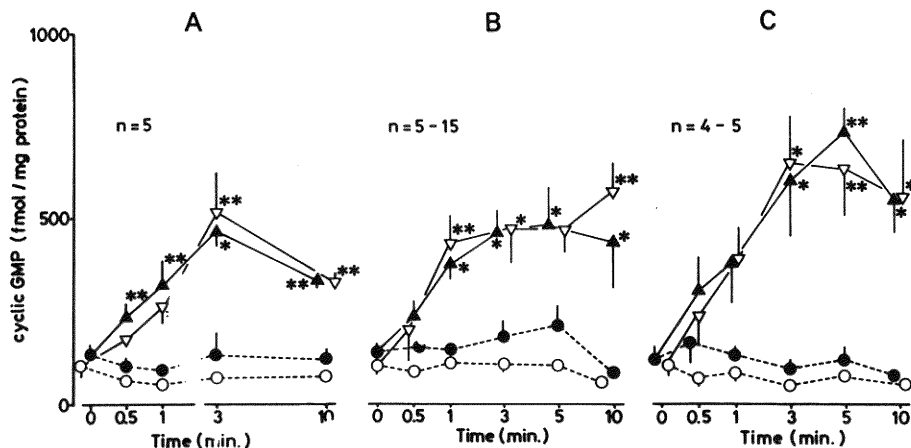 A B C
cyclic GMP (fmol / mg protein)
1000
500
0
n = 5
** ** ** * ** **
0 0.5 1 3 10
Time (min.)
n = 5 - 15
** * * * * ** *
0 0.5 1 3 5 10
Time (min.)
n = 4 - 5
* * ** ** * *
0 0.5 1 3 5 10
Time (min.)